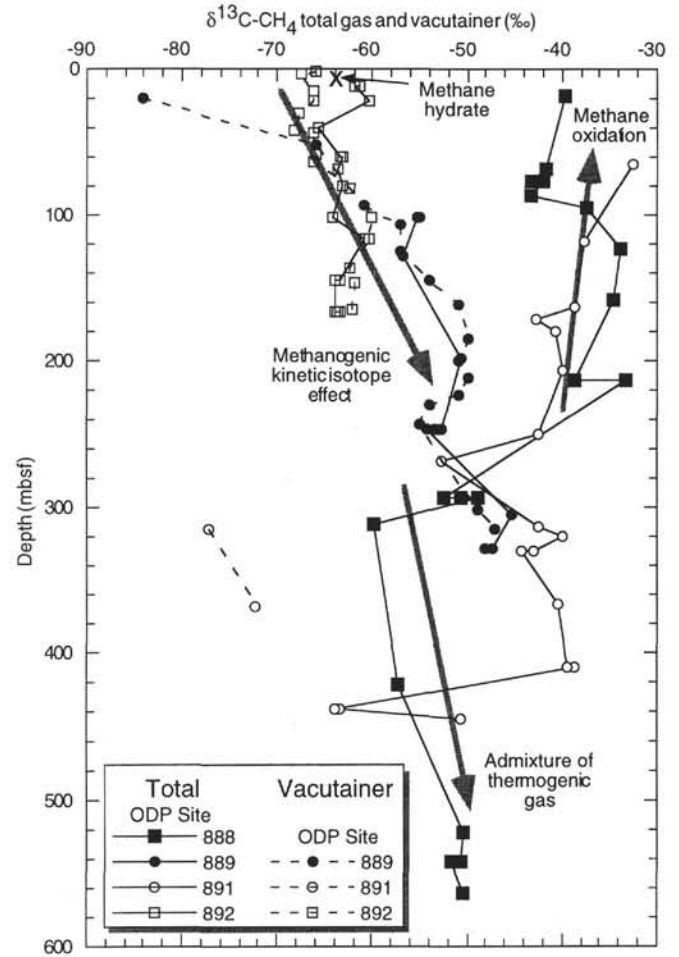 δ13C-CH4 total gas and vacutainer (‰)
-90 -80 -70 -60 -50 -40 -30
0
100
200
300
400
500
600
Depth (mbsf)
Methane
hydrate
Methane
oxidation
Methanogenic
kinetic isotope
effect
Admixture of
thermogenic
gas
Total Vacutainer
ODP Site
ODP Site
888
889 889
891 891
892 892